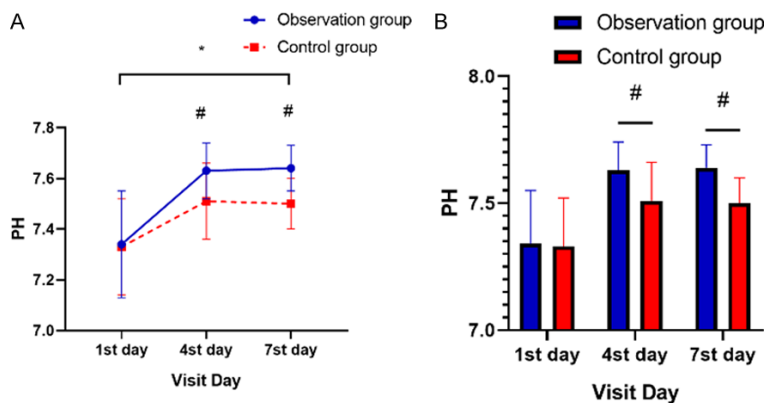 A
Observation group
Control group
*
#
#
7.8
7.6
7.4
7.2
7.0
PH
1st day
4st day
7st day
Visit Day
B
Observation group
Control group
8.0
7.5
7.0
PH
#
#
1st day
4st day
7st day
Visit Day